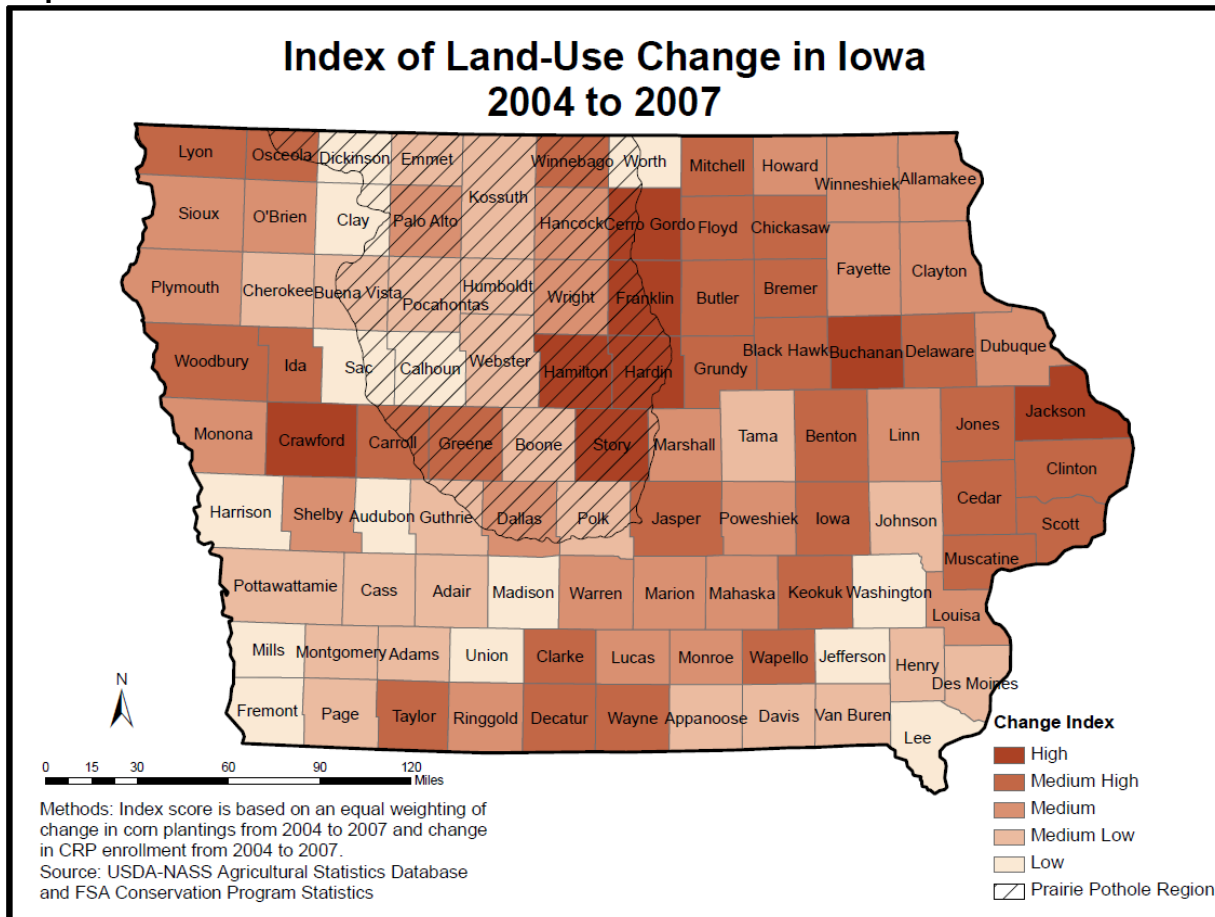 Index of Land-Use Change in Iowa
2004 to 2007
Lyon
Osceola
Dickinson
Emmet
Winnebago
Worth
Mitchell
Howard
Winneshiek
Allamakee
Kossuth
Sioux
O'Brien
Clay
Palo Alto
Hancock
Cerro Gordo
Floyd
Chickasaw
Fayette
Clayton
Plymouth
Cherokee
Buena Vista
Pocahontas
Humboldt
Wright
Franklin
Butler
Bremer
Woodbury
Ida
Sac
Calhoun
Webster
Hamilton
Hardin
Grundy
Black Hawk
Buchanan
Delaware
Dubuque
Jackson
Monona
Crawford
Carroll
Greene
Boone
Story
Marshall
Tama
Benton
Linn
Jones
Clinton
Harrison
Shelby
Audubon
Guthrie
Dallas
Polk
Jasper
Poweshiek
Iowa
Johnson
Cedar
Scott
Muscatine
Pottawattamie
Cass
Adair
Madison
Warren
Marion
Mahaska
Keokuk
Washington
Louisa
Mills
Montgomery
Adams
Union
Clarke
Lucas
Monroe
Wapello
Jefferson
Henry
Des Moines
Fremont
Page
Taylor
Ringgold
Decatur
Wayne
Appanoose
Davis
Van Buren
Lee
N
0 15 30 60 90 120
Miles
Methods: Index score is based on an equal weighting of
change in corn plantings from 2004 to 2007 and change
in CRP enrollment from 2004 to 2007.
Source: USDA-NASS Agricultural Statistics Database
and FSA Conservation Program Statistics
Change Index
High
Medium High
Medium
Medium Low
Low
Prairie Pothole Region